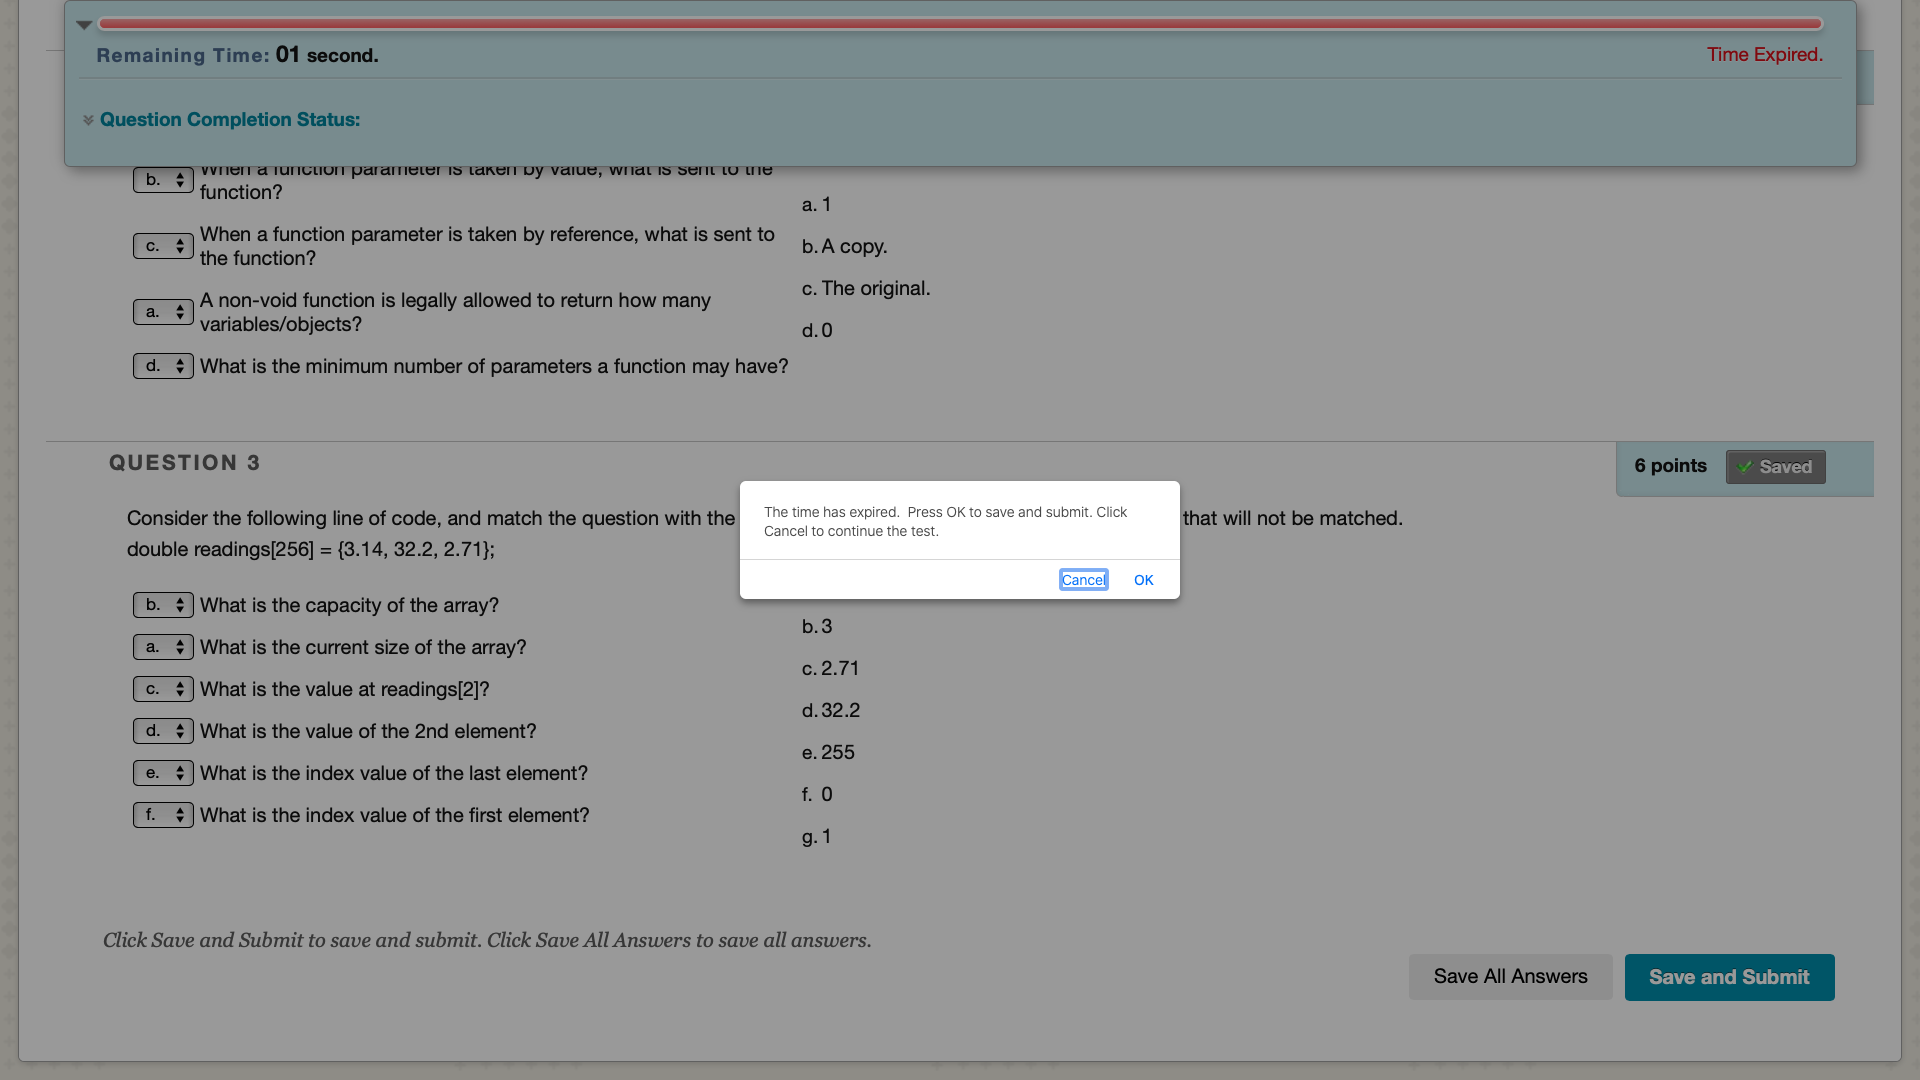 Remaining Time: 01 second.
Time Expired.
Question Completion Status:
b. When a function parameter is taken by value, what is sent to the
function?
a. 1
c. When a function parameter is taken by reference, what is sent to
the function?
b. A copy.
c. The original.
a. A non-void function is legally allowed to return how many
variables/objects?
d. 0
d. What is the minimum number of parameters a function may have?
QUESTION 3
6 points
Saved
Consider the following line of code, and match the question with the
that will not be matched.
double readings[256] = {3.14, 32.2, 2.71};
The time has expired.  Press OK to save and submit. Click
Cancel to continue the test.
Cancel
OK
b. What is the capacity of the array?
b. 3
a. What is the current size of the array?
c. 2.71
c. What is the value at readings[2]?
d. 32.2
d. What is the value of the 2nd element?
e. 255
e. What is the index value of the last element?
f. 0
f. What is the index value of the first element?
g. 1
Click Save and Submit to save and submit. Click Save All Answers to save all answers.
Save All Answers
Save and Submit